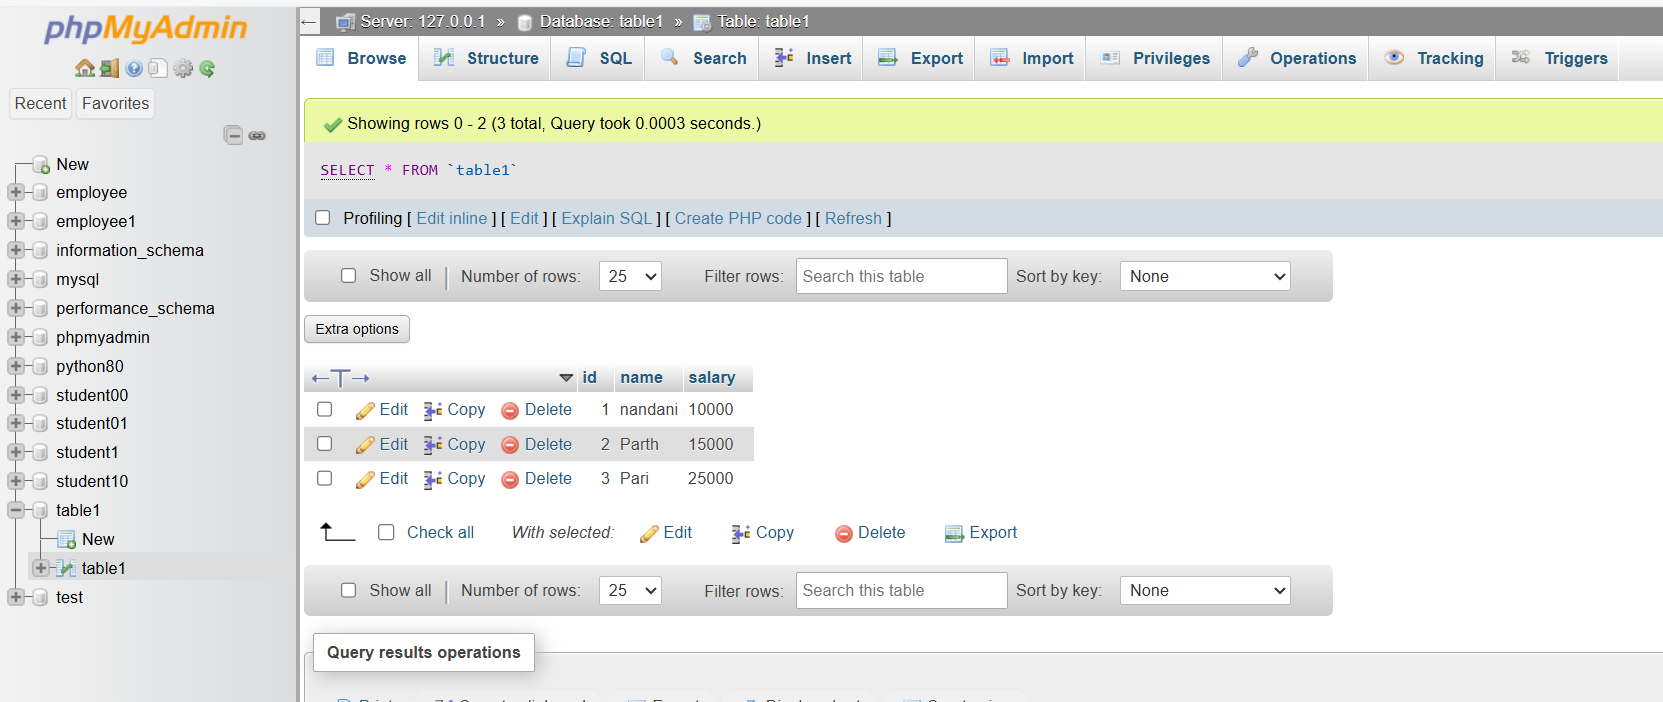 phpMyAdmin
Recent Favorites
New
employee
employee1
information_schema
mysql
performance_schema
phpmyadmin
python80
student00
student01
student1
student10
table1
New
table1
test
Server: 127.0.0.1 » Database: table1 » Table: table1
Browse Structure SQL Search Insert Export Import Privileges Operations Tracking Triggers
Showing rows 0 - 2 (3 total, Query took 0.0003 seconds.)
SELECT * FROM `table1`
Profiling [ Edit inline ] [ Edit ] [ Explain SQL ] [ Create PHP code ] [ Refresh ]
Show all | Number of rows: 25 Filter rows: Search this table Sort by key: None
Extra options
←T→ id name salary
Edit Copy Delete 1 nandani 10000
Edit Copy Delete 2 Parth 15000
Edit Copy Delete 3 Pari 25000
Check all With selected: Edit Copy Delete Export
Show all | Number of rows: 25 Filter rows: Search this table Sort by key: None
Query results operations